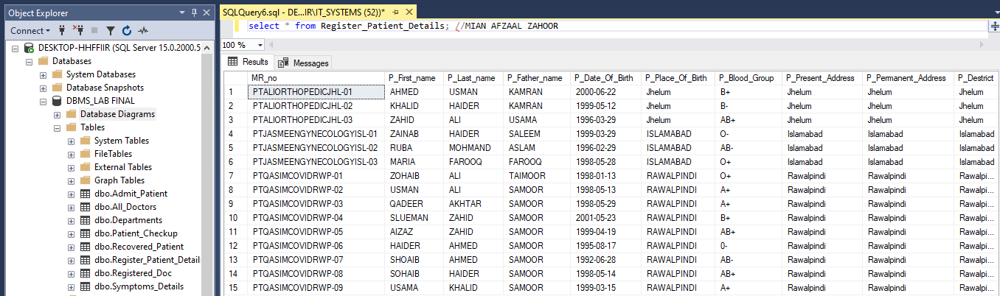 Object Explorer
Connect
DESKTOP-HHFFIIR (SQL Server 15.0.2000.5
Databases
System Databases
Database Snapshots
DBMS_LAB FINAL
Database Diagrams
Tables
System Tables
FileTables
External Tables
Graph Tables
dbo.Admit_Patient
dbo.All_Doctors
dbo.Departments
dbo.Patient_Checkup
dbo.Recovered_Patient
dbo.Register_Patient_Detail
dbo.Registered_Doc
dbo.Symptoms_Details
SQLQuery6.sql - DE...IR\IT_SYSTEMS (52))*
select * from Register_Patient_Details; //MIAN AFZAAL ZAHOOR
100 %
Results Messages
MR_no P_First_name P_Last_name P_Father_name P_Date_Of_Birth P_Place_Of_Birth P_Blood_Group P_Present_Address P_Permanent_Address P_Destrict
1 PTALIORTHOPEDICJHL-01 AHMED USMAN KAMRAN 2000-06-22 Jhelum B+ Jhelum Jhelum Jhelum
2 PTALIORTHOPEDICJHL-02 KHALID HAIDER KAMRAN 1999-05-12 Jhelum B- Jhelum Jhelum Jhelum
3 PTALIORTHOPEDICJHL-03 ZAHID ALI USAMA 1996-03-29 Jhelum AB+ Jhelum Jhelum Jhelum
4 PTJASMEENGYNECOLOGYISL-01 ZAINAB HAIDER SALEEM 1999-03-29 ISLAMABAD O- Islamabad Islamabad Islamabad
5 PTJASMEENGYNECOLOGYISL-02 RUBA MOHMAND ASLAM 1996-02-29 ISLAMABAD AB- Islamabad Islamabad Islamabad
6 PTJASMEENGYNECOLOGYISL-03 MARIA FAROOQ FAROOQ 1998-05-28 ISLAMABAD O+ Islamabad Islamabad Islamabad
7 PTQASIMCOVIDRWP-01 ZOHAIB ALI TAIMOOR 1998-01-13 RAWALPINDI O+ Rawalpindi Rawalpindi Rawalpi...
8 PTQASIMCOVIDRWP-02 USMAN ALI SAMOOR 1998-05-13 RAWALPINDI A+ Rawalpindi Rawalpindi Rawalpi...
9 PTQASIMCOVIDRWP-03 QADEER AKHTAR SAMOOR 1998-05-29 RAWALPINDI A+ Rawalpindi Rawalpindi Rawalpi...
10 PTQASIMCOVIDRWP-04 SLUEMAN ZAHID SAMOOR 2001-05-23 RAWALPINDI B+ Rawalpindi Rawalpindi Rawalpi...
11 PTQASIMCOVIDRWP-05 AIZAZ ZAHID SAMOOR 1999-04-19 RAWALPINDI AB+ Rawalpindi Rawalpindi Rawalpi...
12 PTQASIMCOVIDRWP-06 HAIDER AHMED SAMOOR 1995-08-17 RAWALPINDI 0- Rawalpindi Rawalpindi Rawalpi...
13 PTQASIMCOVIDRWP-07 SHOAIB AHMED SAMOOR 1992-06-28 RAWALPINDI AB- Rawalpindi Rawalpindi Rawalpi...
14 PTQASIMCOVIDRWP-08 SOHAIB HAIDER SAMOOR 1998-05-14 RAWALPINDI AB+ Rawalpindi Rawalpindi Rawalpi...
15 PTQASIMCOVIDRWP-09 USAMA KHALID SAMOOR 1999-03-15 RAWALPINDI A+ Rawalpindi Rawalpindi Rawalpi...